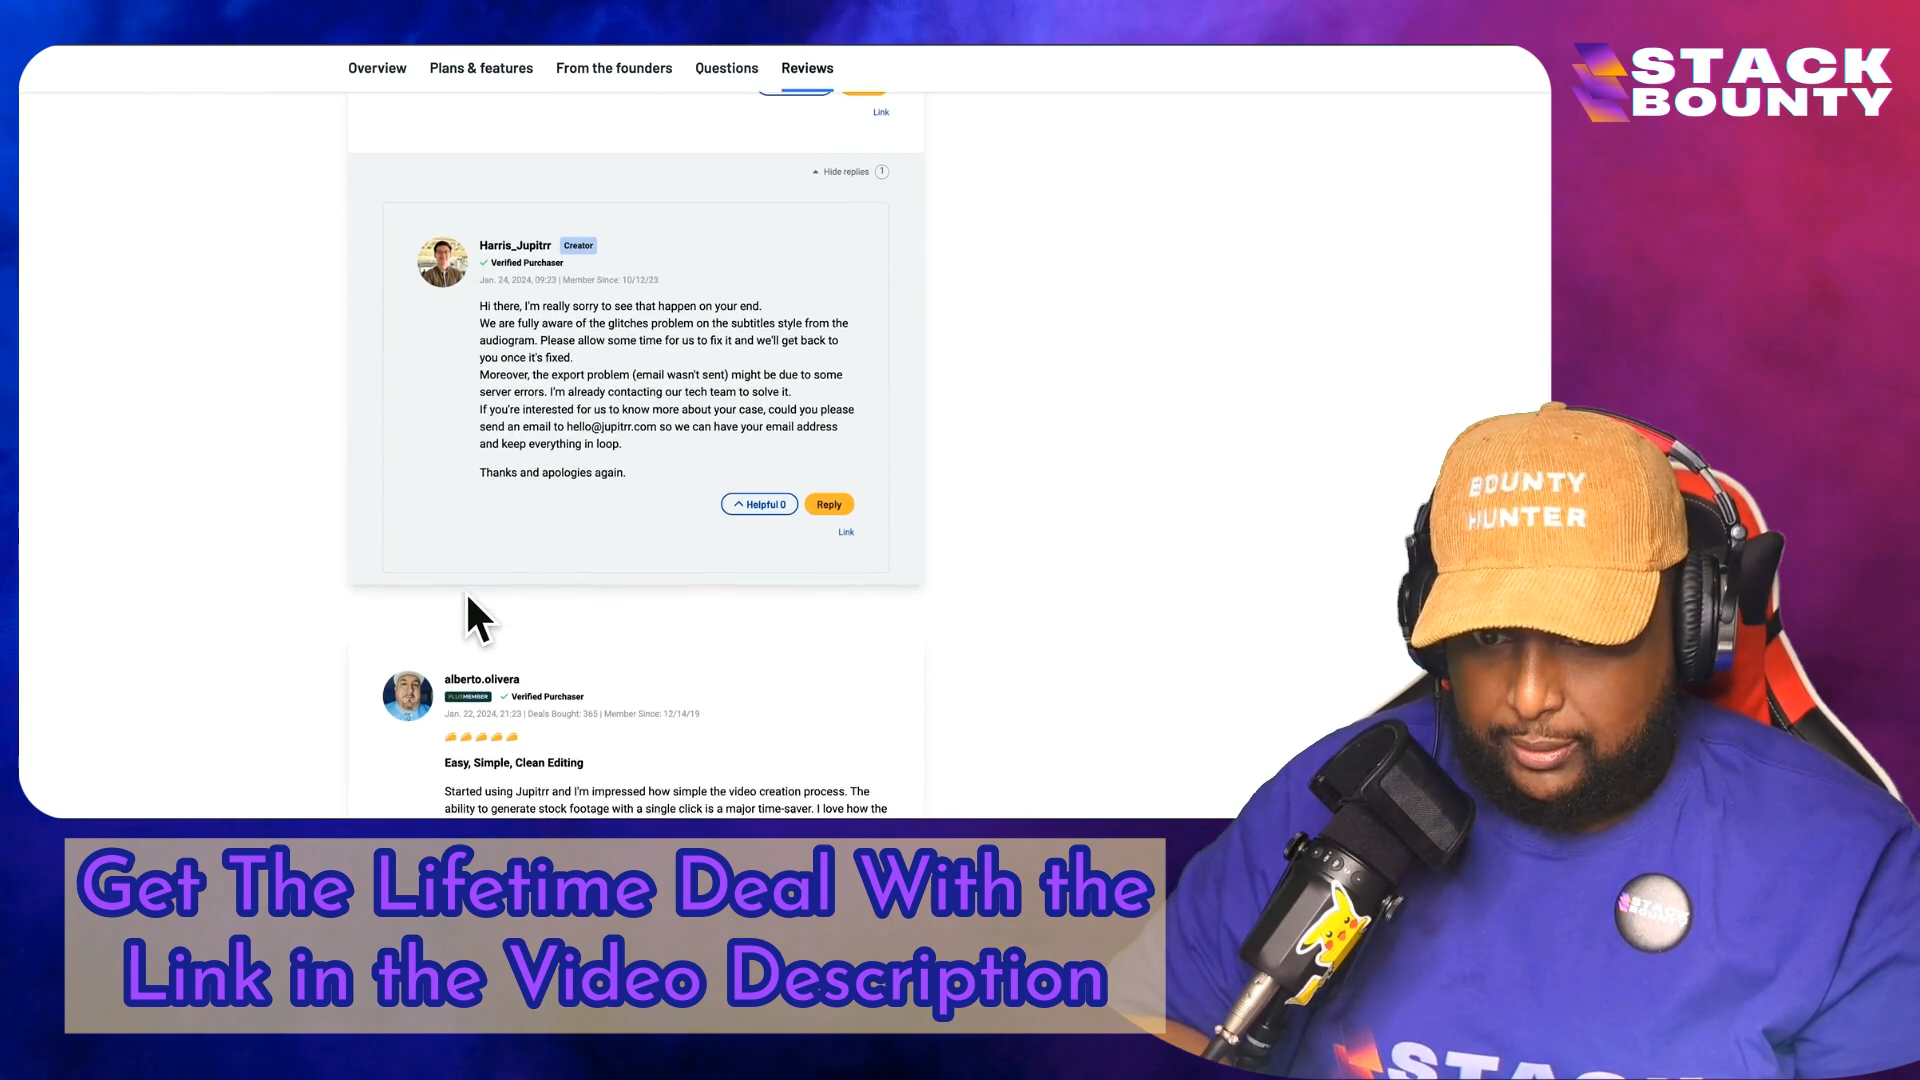 Overview Plans & features From the founders Questions Reviews
STACK
BOUNTY
Link
Hide replies 1
Harris_Jupitrr Creator
Verified Purchaser
Jan. 24, 2024, 09:23 | Member Since: 10/12/23
Hi there, I'm really sorry to see that happen on your end.
We are fully aware of the glitches problem on the subtitles style from the
audiogram. Please allow some time for us to fix it and we'll get back to
you once it's fixed.
Moreover, the export problem (email wasn't sent) might be due to some
server errors. I'm already contacting our tech team to solve it.
If you're interested for us to know more about your case, could you please
send an email to hello@jupitrr.com so we can have your email address
and keep everything in loop.
Thanks and apologies again.
Helpful 0 Reply
Link
BOUNTY
HUNTER
alberto.olivera
PLUSMEMBER Verified Purchaser
Jan. 22, 2024, 21:23 | Deals Bought: 365 | Member Since: 12/14/19
Easy, Simple, Clean Editing
Started using Jupitrr and I'm impressed how simple the video creation process. The
ability to generate stock footage with a single click is a major time-saver. I love how the
Get The Lifetime Deal With the
Link in the Video Description
STACK
BOUNTY
STACK